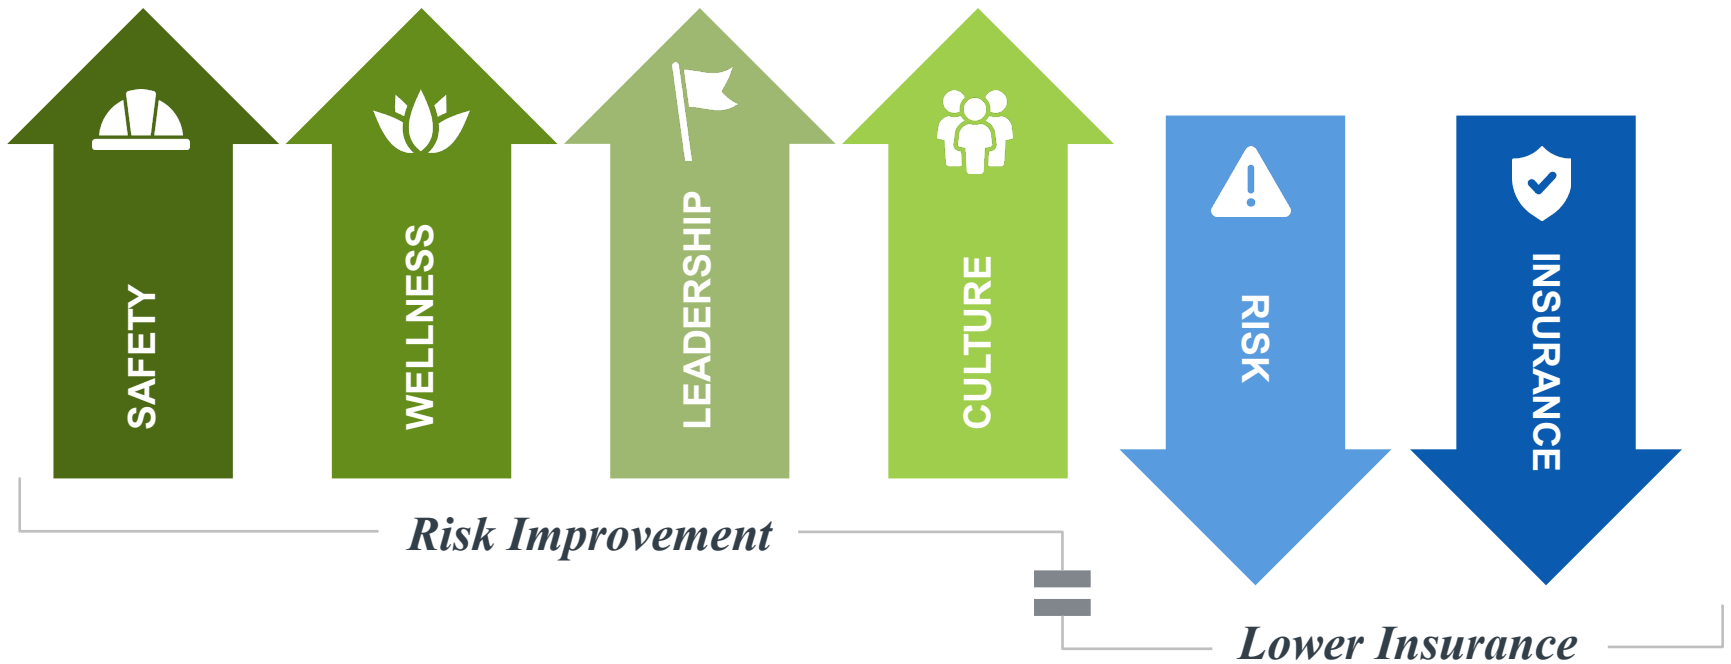 SAFETY
WELLNESS
LEADERSHIP
CULTURE
RISK
INSURANCE
Risk Improvement
Lower Insurance